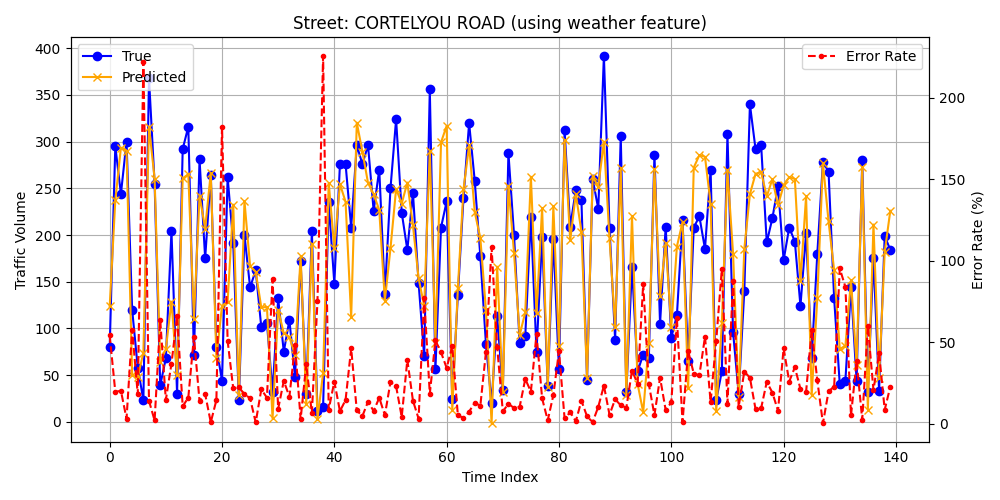 Street: CORTELYOU ROAD (using weather feature)
True
Predicted
Error Rate
Traffic Volume
400
350
300
250
200
150
100
50
0
Error Rate (%)
200
150
100
50
0
0 20 40 60 80 100 120 140
Time Index